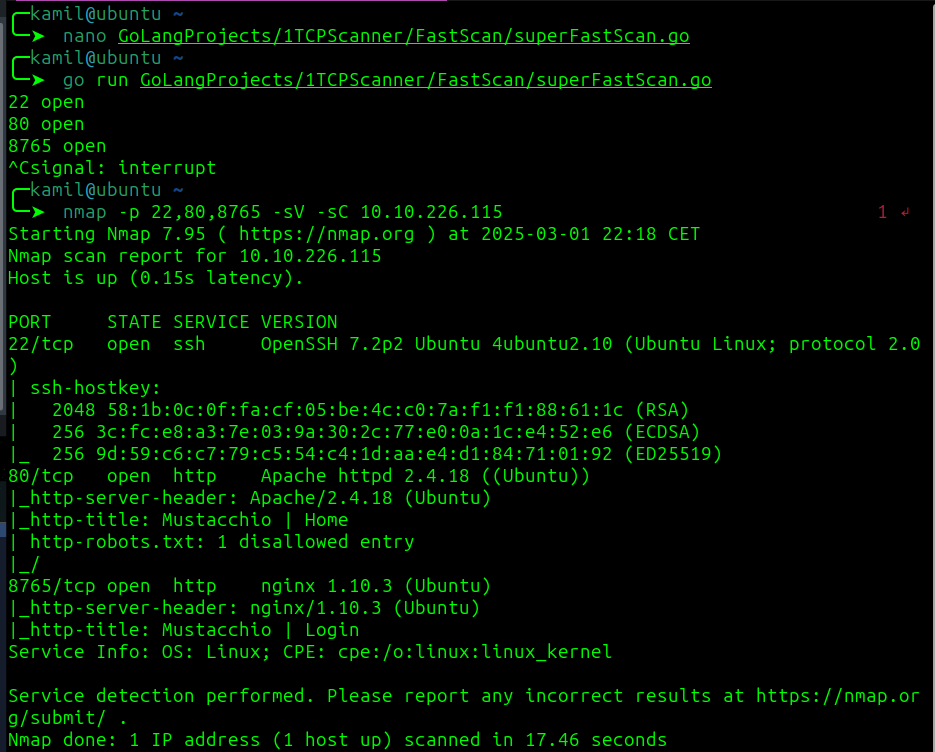 kamil@ubuntu ~
nano GoLangProjects/1TCPScanner/FastScan/superFastScan.go
kamil@ubuntu ~
go run GoLangProjects/1TCPScanner/FastScan/superFastScan.go
22 open
80 open
8765 open
^Csignal: interrupt
kamil@ubuntu ~
nmap -p 22,80,8765 -sV -sC 10.10.226.115 1 ↲
Starting Nmap 7.95 ( https://nmap.org ) at 2025-03-01 22:18 CET
Nmap scan report for 10.10.226.115
Host is up (0.15s latency).
PORT     STATE SERVICE VERSION
22/tcp   open  ssh     OpenSSH 7.2p2 Ubuntu 4ubuntu2.10 (Ubuntu Linux; protocol 2.0
)
| ssh-hostkey:
|   2048 58:1b:0c:0f:fa:cf:05:be:4c:c0:7a:f1:f1:88:61:1c (RSA)
|   256 3c:fc:e8:a3:7e:03:9a:30:2c:77:e0:0a:1c:e4:52:e6 (ECDSA)
|_  256 9d:59:c6:c7:79:c5:54:c4:1d:aa:e4:d1:84:71:01:92 (ED25519)
80/tcp   open  http    Apache httpd 2.4.18 ((Ubuntu))
|_http-server-header: Apache/2.4.18 (Ubuntu)
|_http-title: Mustacchio | Home
| http-robots.txt: 1 disallowed entry
|_/
8765/tcp open  http    nginx 1.10.3 (Ubuntu)
|_http-server-header: nginx/1.10.3 (Ubuntu)
|_http-title: Mustacchio | Login
Service Info: OS: Linux; CPE: cpe:/o:linux:linux_kernel
Service detection performed. Please report any incorrect results at https://nmap.or
g/submit/ .
Nmap done: 1 IP address (1 host up) scanned in 17.46 seconds